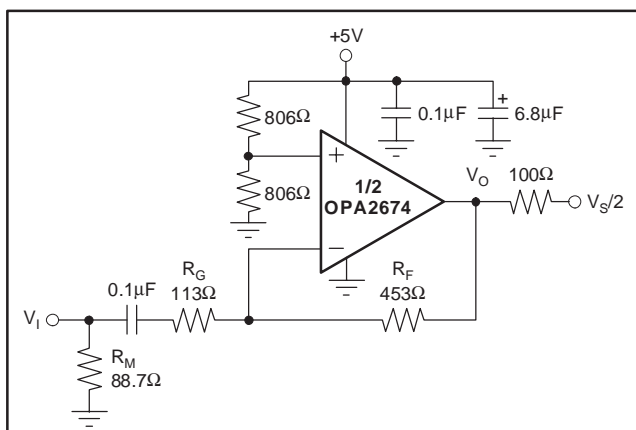 +5V
806Ω
0.1μF
+
6.8μF
+
1/2
OPA2674
−
806Ω
V_O
100Ω
V_S/2
R_G
113Ω
R_F
453Ω
0.1μF
V_I
R_M
88.7Ω